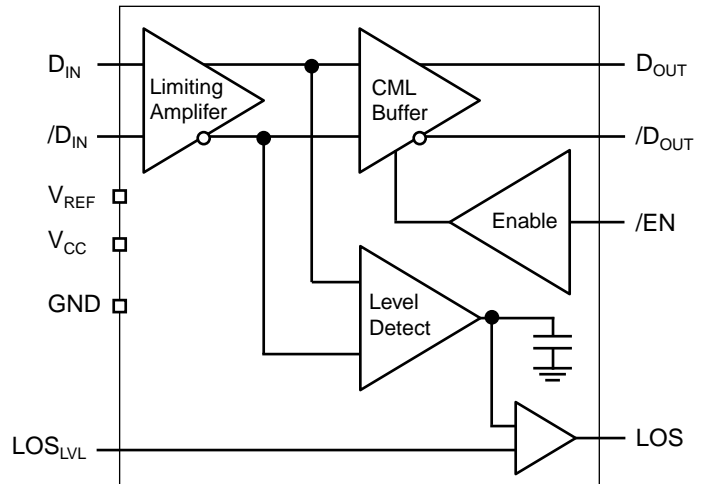 D_IN
Limiting
Amplifer
CML
Buffer
D_OUT
/D_IN
/D_OUT
V_REF
Enable
/EN
V_CC
GND
Level
Detect
LOS_LVL
LOS